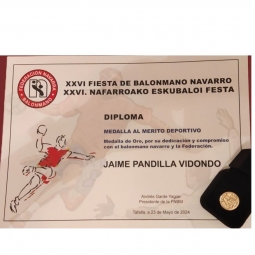 FEDERACION NAVARRA
BALONMANO
XXVI FIESTA DE BALONMANO NAVARRO
XXVI. NAFARROAKO ESKUBALOI FESTA
DIPLOMA
MEDALLA AL MERITO DEPORTIVO
Medalla de Oro, por su dedicación y compromiso
con el balonmano navarro y la Federación.
JAIME PANDILLA VIDONDO
Presidente de la FNBM
Tafalla, a 23 de Mayo de 2024